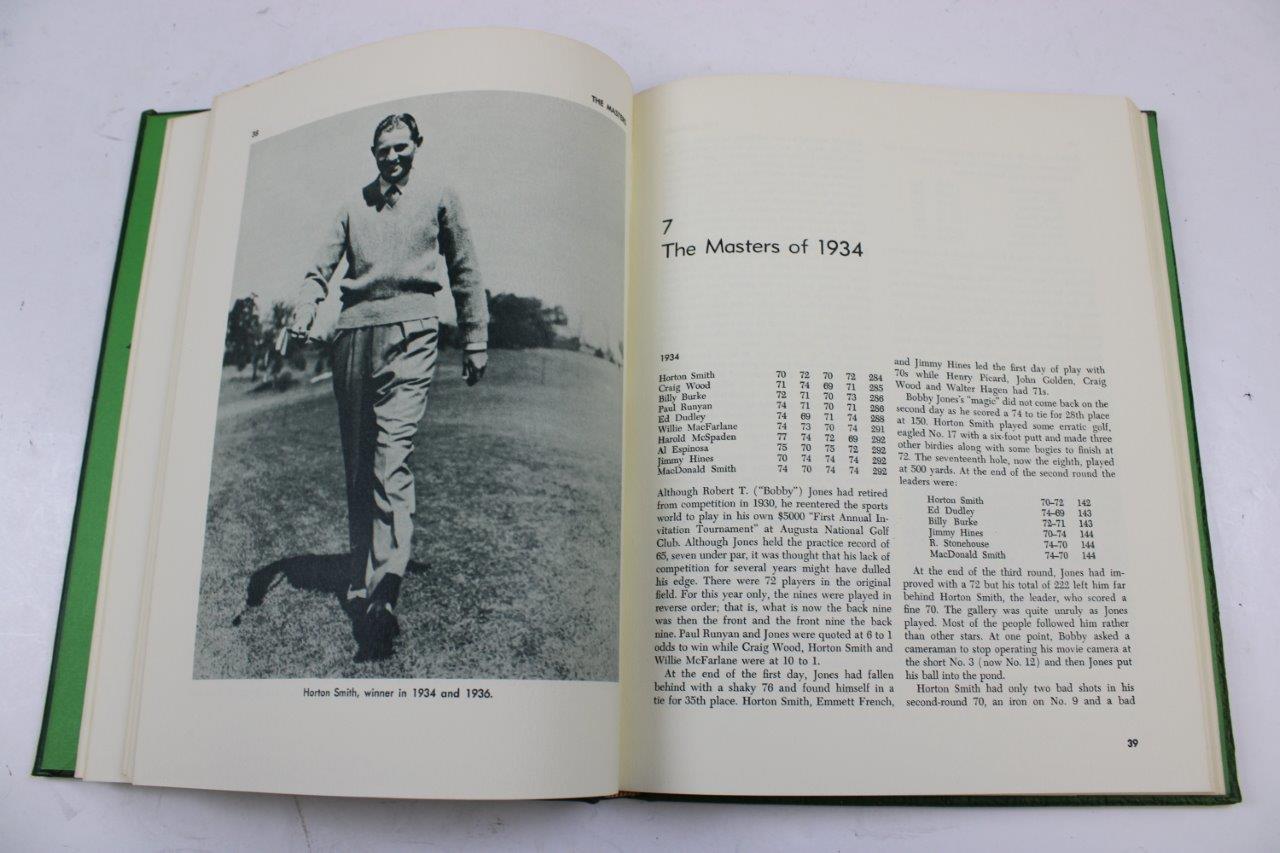 38
THE MASTERS
Horton Smith, winner in 1934 and 1936.
7
The Masters of 1934
1934
Horton Smith 70 72 70 72 284
Craig Wood 71 74 69 71 285
Billy Burke 72 71 70 73 286
Paul Runyan 74 71 70 71 286
Ed Dudley 74 69 71 74 288
Willie MacFarlane 74 73 70 74 291
Harold McSpaden 77 74 72 69 292
Al Espinosa 75 70 75 72 292
Jimmy Hines 70 74 74 74 292
MacDonald Smith 74 70 74 74 292
Although Robert T. ("Bobby") Jones had retired
from competition in 1930, he reentered the sports
world to play in his own $5000 "First Annual In-
vitation Tournament" at Augusta National Golf
Club. Although Jones held the practice record of
65, seven under par, it was thought that his lack of
competition for several years might have dulled
his edge. There were 72 players in the original
field. For this year only, the nines were played in
reverse order; that is, what is now the back nine
was then the front and the front nine the back
nine. Paul Runyan and Jones were quoted at 6 to 1
odds to win while Craig Wood, Horton Smith and
Willie McFarlane were at 10 to 1.
At the end of the first day, Jones had fallen
behind with a shaky 76 and found himself in a
tie for 35th place. Horton Smith, Emmett French,
and Jimmy Hines led the first day of play with
70s while Henry Picard, John Golden, Craig
Wood and Walter Hagen had 71s.
Bobby Jones's "magic" did not come back on the
second day as he scored a 74 to tie for 28th place
at 150. Horton Smith played some erratic golf,
eagled No. 17 with a six-foot putt and made three
other birdies along with some bogies to finish at
72. The seventeenth hole, now the eighth, played
at 500 yards. At the end of the second round the
leaders were:
Horton Smith 70–72 142
Ed Dudley 74–69 143
Billy Burke 72–71 143
Jimmy Hines 70–74 144
R. Stonehouse 74–70 144
MacDonald Smith 74–70 144
At the end of the third round, Jones had im-
proved with a 72 but his total of 222 left him far
behind Horton Smith, the leader, who scored a
fine 70. The gallery was quite unruly as Jones
played. Most of the people followed him rather
than other stars. At one point, Bobby asked a
cameraman to stop operating his movie camera at
the short No. 3 (now No. 12) and then Jones put
his ball into the pond.
Horton Smith had only two bad shots in his
second-round 70, an iron on No. 9 and a bad
39